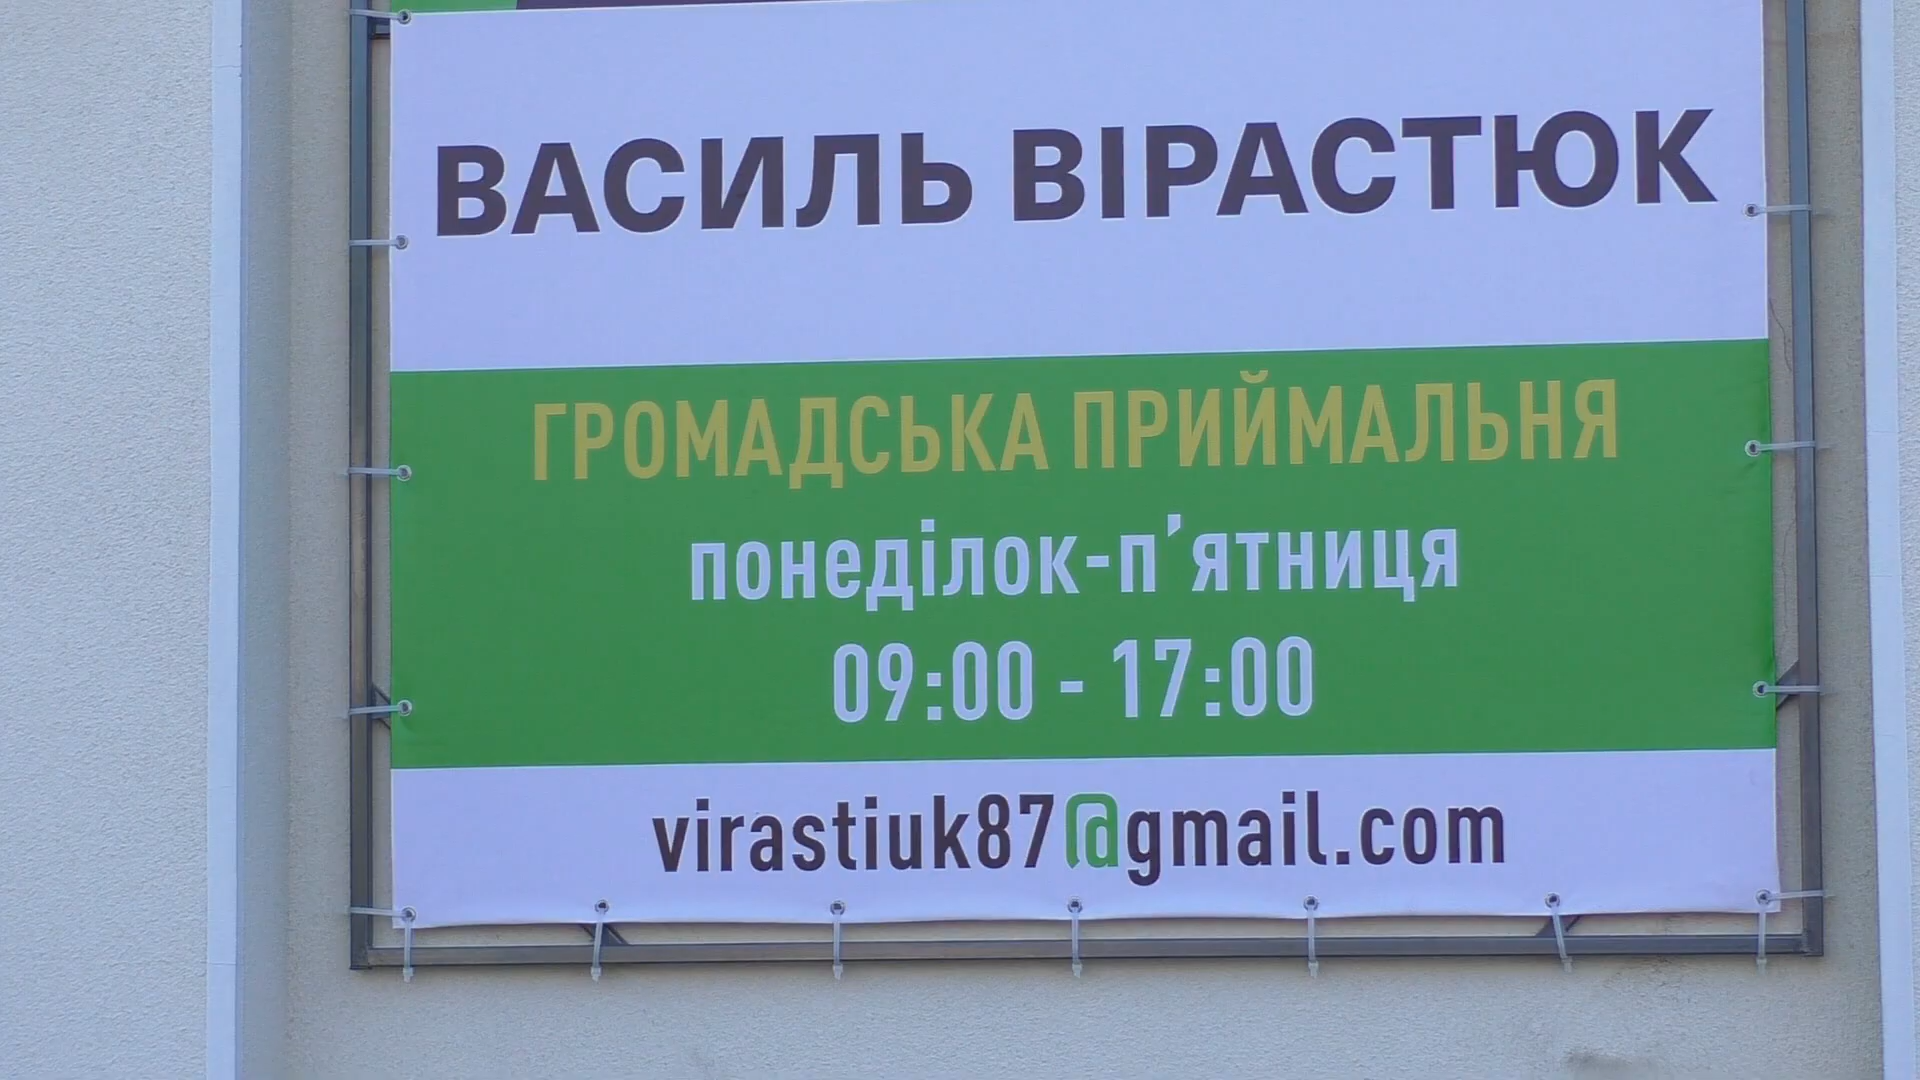 ВАСИЛЬ ВІРАСТЮК
ГРОМАДСЬКА ПРИЙМАЛЬНЯ
понеділок-п'ятниця
09:00 - 17:00
virastiuk87@gmail.com